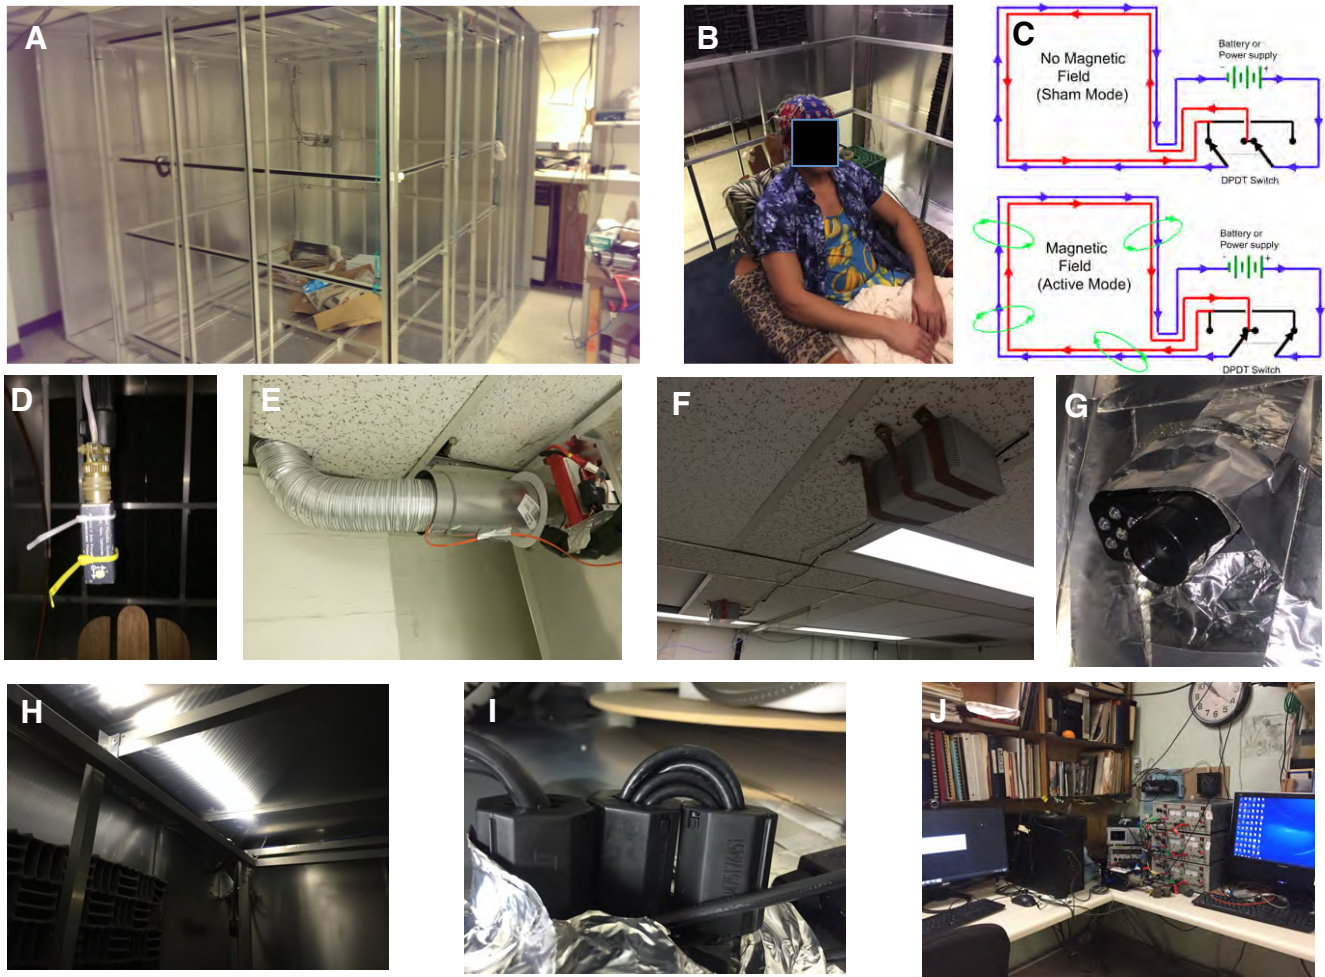 A
B
C
No Magnetic
Field
(Sham Mode)
Battery or
Power supply
- +
DPDT Switch
Magnetic
Field
(Active Mode)
Battery or
Power supply
- +
DPDT Switch
D
E
F
G
H
I
J